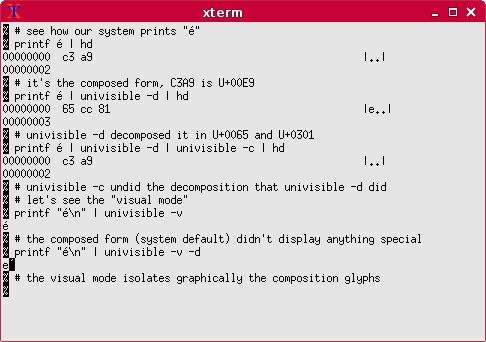 xterm
% # see how our system prints "é"
% printf é | hd
00000000  c3 a9                                             |..|
00000002
% # it's the composed form, C3A9 is U+00E9
% printf é | univisible -d | hd
00000000  65 cc 81                                          |e..|
00000003
% # univisible -d decomposed it in U+0065 and U+0301
% printf é | univisible -d | univisible -c | hd
00000000  c3 a9                                             |..|
00000002
% # univisible -c undid the decomposition that univisible -d did
% # let's see the "visual mode"
% printf "é\n" | univisible -v
é
% # the composed form (system default) didn't display anything special
% printf "é\n" | univisible -v -d
e ́
% # the visual mode isolates graphically the composition glyphs
%